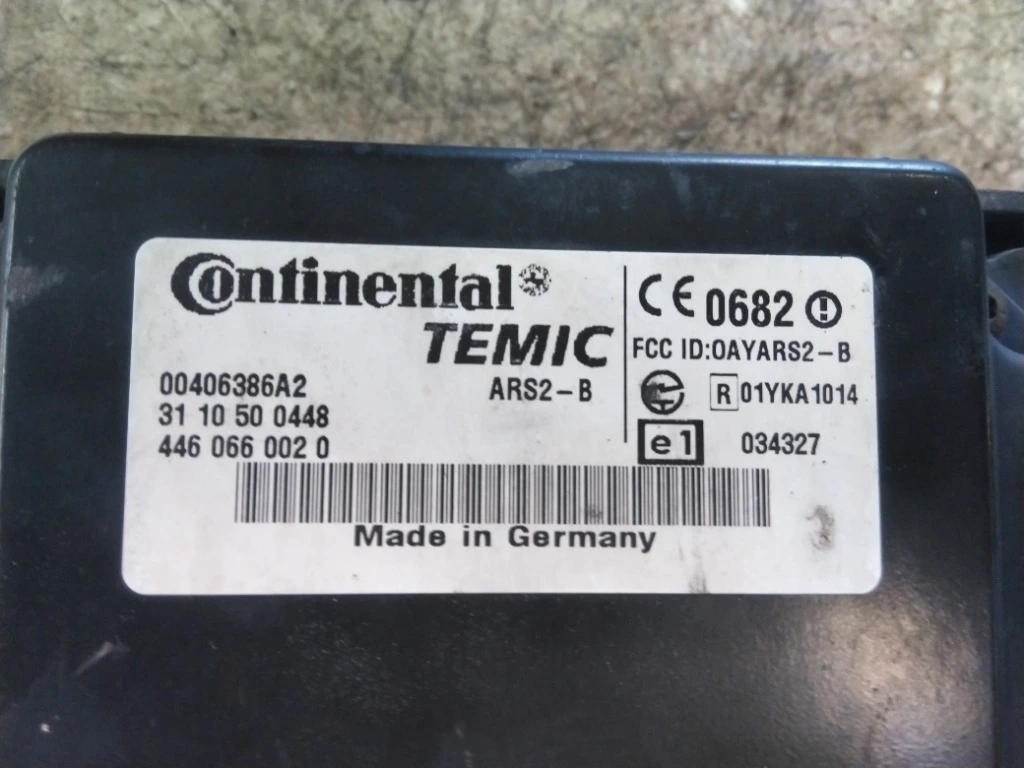 Continental
TEMIC
ARS2-B
00406386A2
31 10 50 0448
446 066 002 0
CE 0682
FCC ID:OAYARS2-B
R 01YKA1014
e1 034327
Made in Germany